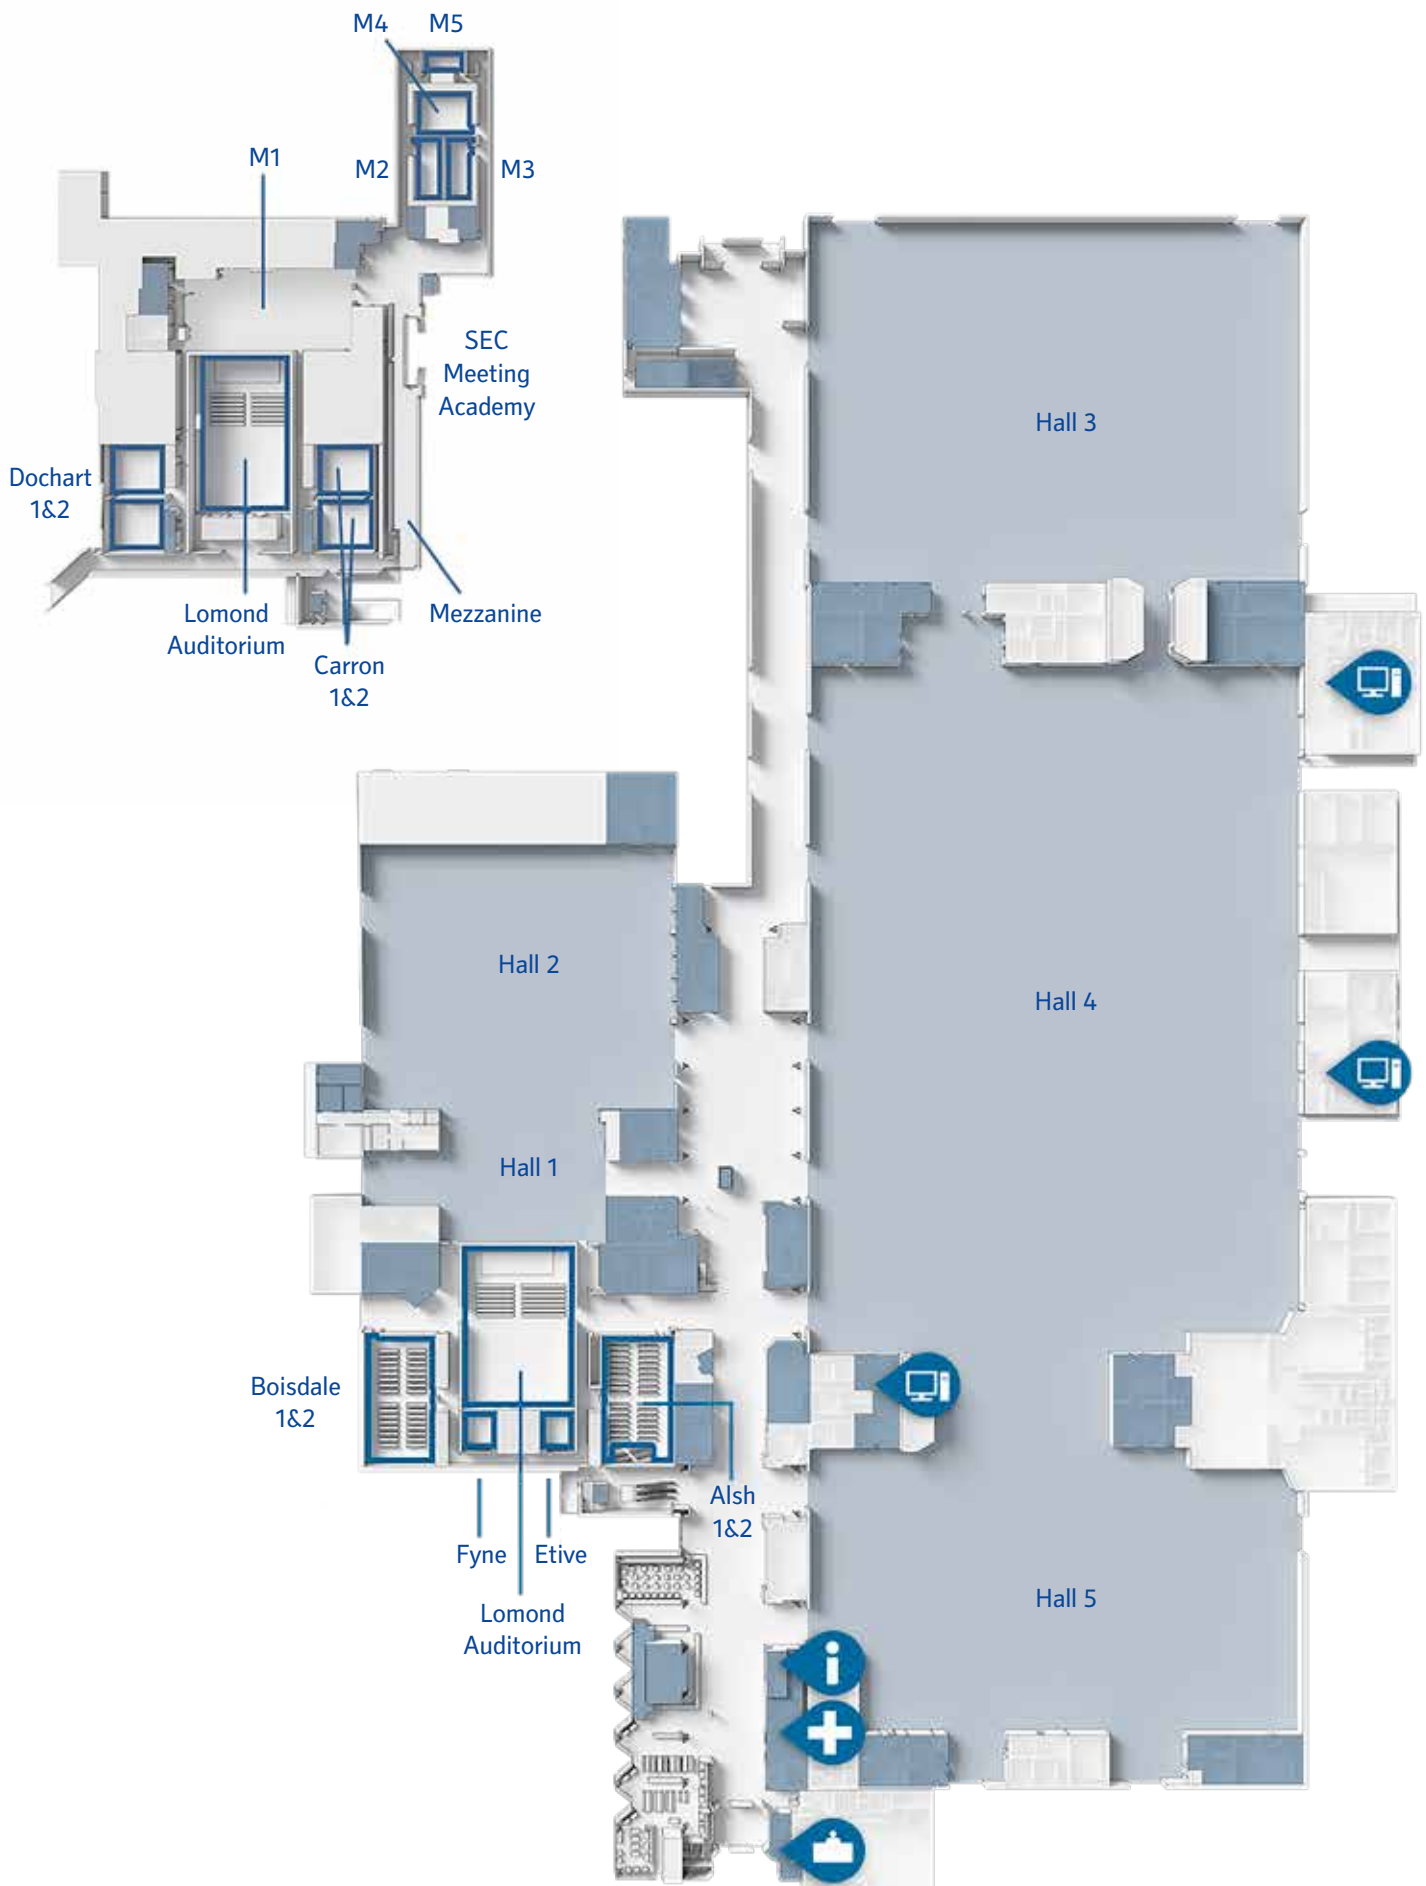 M4
M5
M1
M2
M3
SEC
Meeting
Academy
Hall 3
Dochart
1&2
Lomond
Auditorium
Mezzanine
Carron
1&2
Hall 2
Hall 4
Hall 1
Boisdale
1&2
Alsh
1&2
Fyne
Etive
Hall 5
Lomond
Auditorium